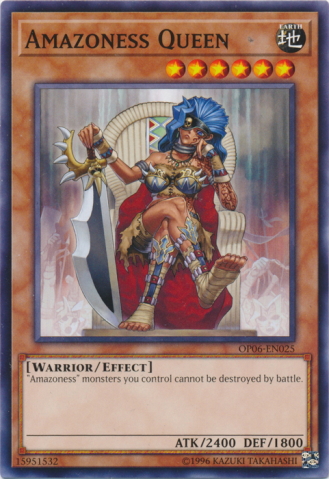 AMAZONESS QUEEN
EARTH
地
OP06-EN025
[WARRIOR/EFFECT]
"Amazoness" monsters you control cannot be destroyed by battle.
ATK/2400 DEF/1800
15951532
©1996 KAZUKI TAKAHASHI